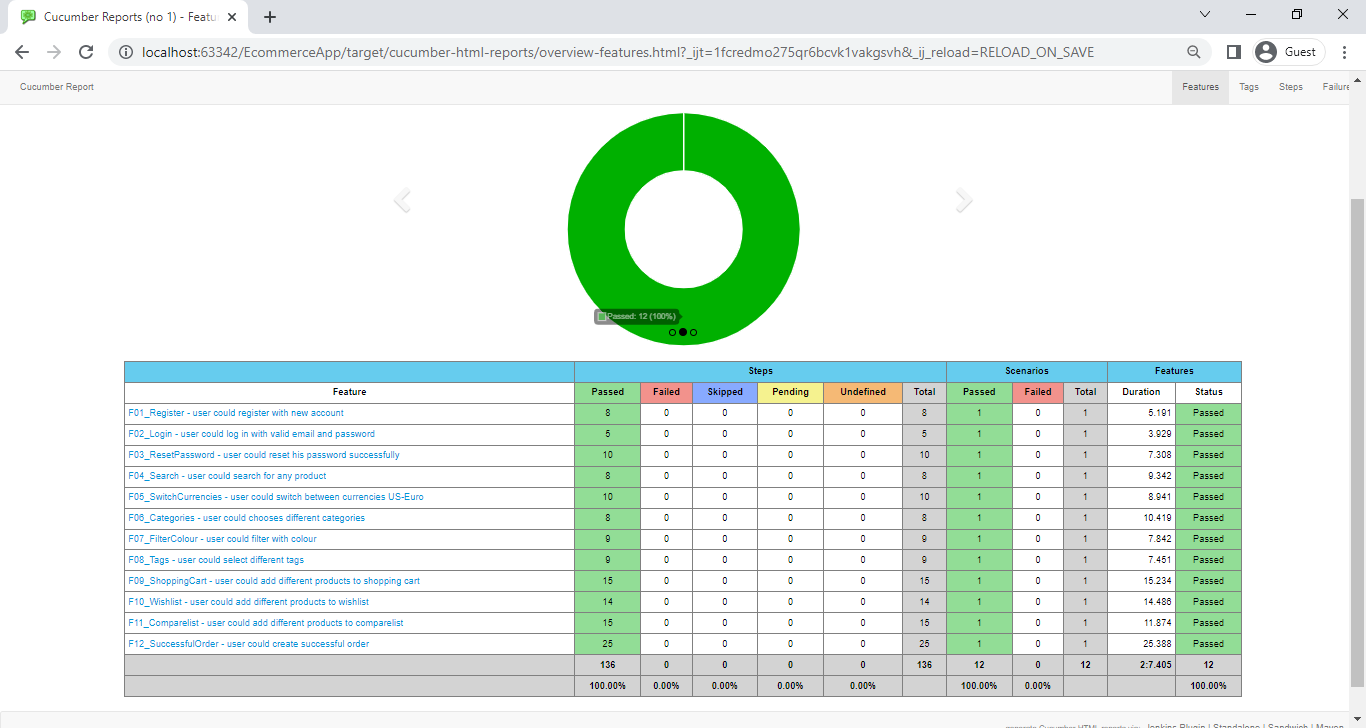 Cucumber Reports (no 1) - Featu
localhost:63342/EcommerceApp/target/cucumber-html-reports/overview-features.html?_ijt=1fcredmo275qr6bcvk1vakgsvh&_ij_reload=RELOAD_ON_SAVE
Guest
Cucumber Report Features Tags Steps Failure
Passed: 12 (100%)
Steps Scenarios Features
Feature Passed Failed Skipped Pending Undefined Total Passed Failed Total Duration Status
F01_Register - user could register with new account 8 0 0 0 0 8 1 0 1 5.191 Passed
F02_Login - user could log in with valid email and password 5 0 0 0 0 5 1 0 1 3.929 Passed
F03_ResetPassword - user could reset his password successfully 10 0 0 0 0 10 1 0 1 7.308 Passed
F04_Search - user could search for any product 8 0 0 0 0 8 1 0 1 9.342 Passed
F05_SwitchCurrencies - user could switch between currencies US-Euro 10 0 0 0 0 10 1 0 1 8.941 Passed
F06_Categories - user could chooses different categories 8 0 0 0 0 8 1 0 1 10.419 Passed
F07_FilterColour - user could filter with colour 9 0 0 0 0 9 1 0 1 7.842 Passed
F08_Tags - user could select different tags 9 0 0 0 0 9 1 0 1 7.451 Passed
F09_ShoppingCart - user could add different products to shopping cart 15 0 0 0 0 15 1 0 1 15.234 Passed
F10_Wishlist - user could add different products to wishlist 14 0 0 0 0 14 1 0 1 14.486 Passed
F11_Comparelist - user could add different products to comparelist 15 0 0 0 0 15 1 0 1 11.874 Passed
F12_SuccessfulOrder - user could create successful order 25 0 0 0 0 25 1 0 1 25.388 Passed
136 0 0 0 0 136 12 0 12 2:7.405 12
100.00% 0.00% 0.00% 0.00% 0.00% 100.00% 0.00% 100.00%
generate Cucumber HTML reports via: Jenkins Plugin | Standalone | Sandwich | Maven